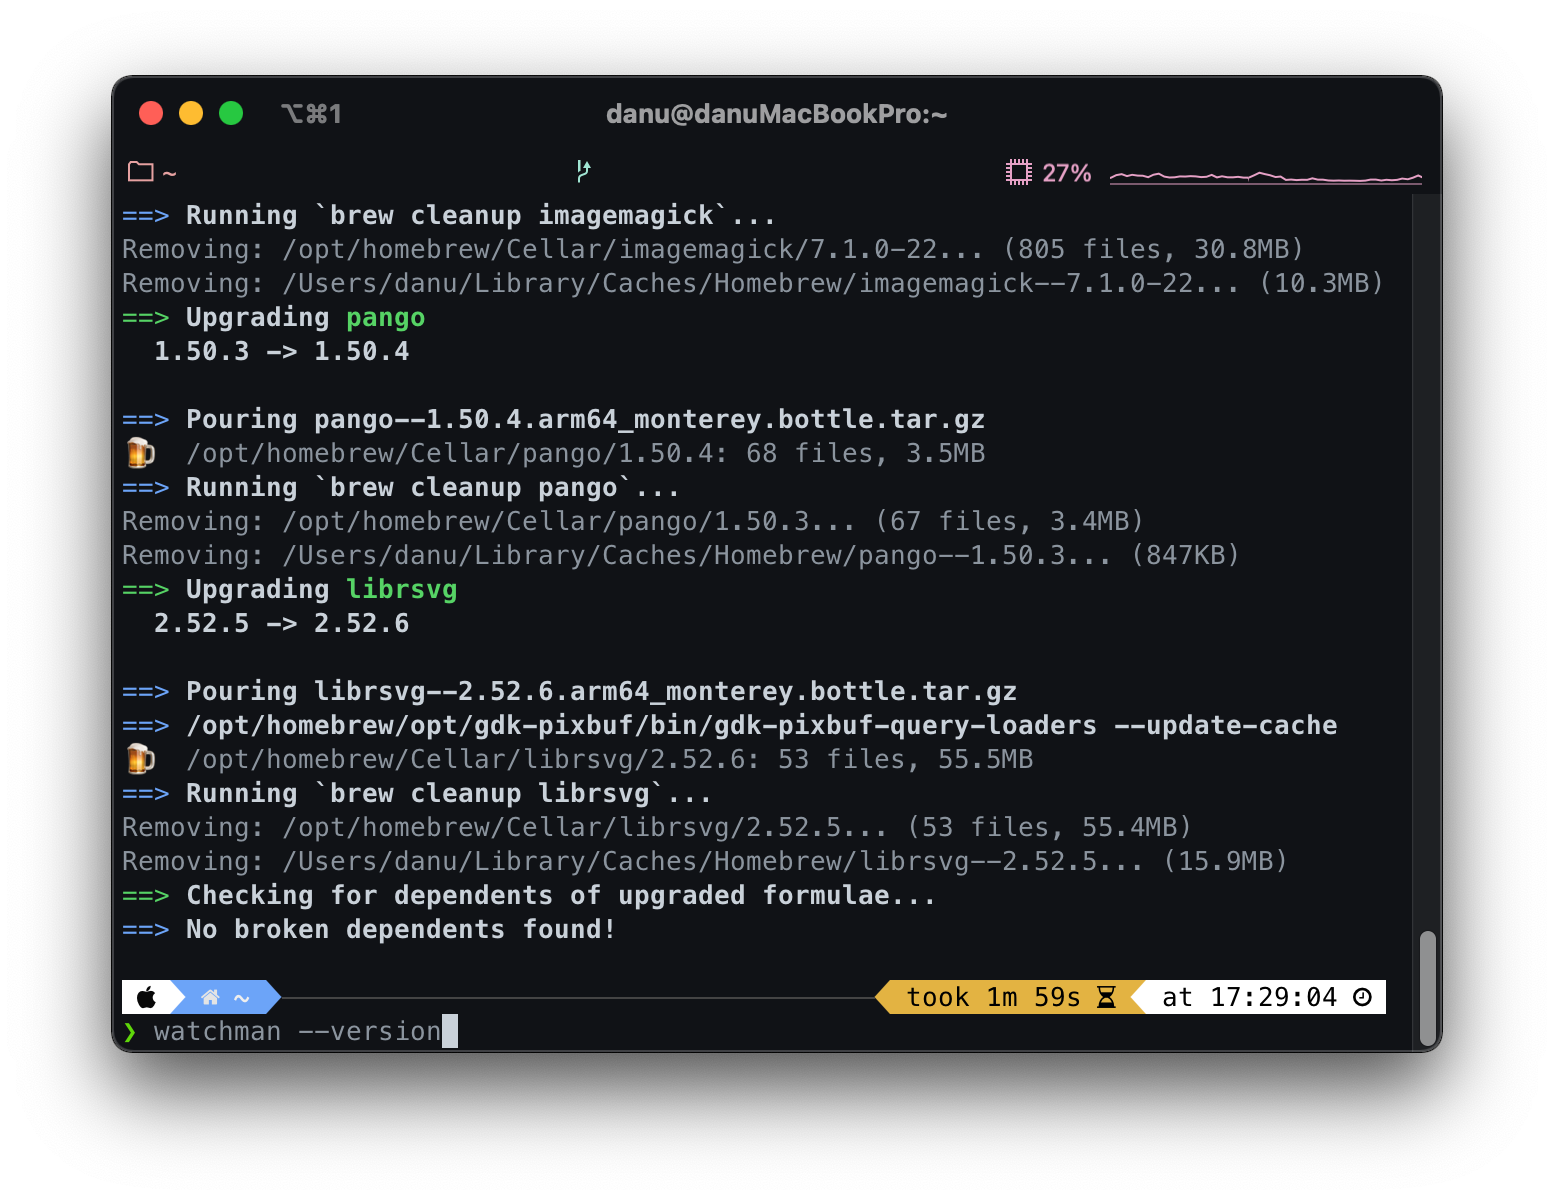 ⌥⌘1 danu@danuMacBookPro:~
~ 27%
==> Running `brew cleanup imagemagick`...
Removing: /opt/homebrew/Cellar/imagemagick/7.1.0-22... (805 files, 30.8MB)
Removing: /Users/danu/Library/Caches/Homebrew/imagemagick--7.1.0-22... (10.3MB)
==> Upgrading pango
  1.50.3 -> 1.50.4
==> Pouring pango--1.50.4.arm64_monterey.bottle.tar.gz
🍺  /opt/homebrew/Cellar/pango/1.50.4: 68 files, 3.5MB
==> Running `brew cleanup pango`...
Removing: /opt/homebrew/Cellar/pango/1.50.3... (67 files, 3.4MB)
Removing: /Users/danu/Library/Caches/Homebrew/pango--1.50.3... (847KB)
==> Upgrading librsvg
  2.52.5 -> 2.52.6
==> Pouring librsvg--2.52.6.arm64_monterey.bottle.tar.gz
==> /opt/homebrew/opt/gdk-pixbuf/bin/gdk-pixbuf-query-loaders --update-cache
🍺  /opt/homebrew/Cellar/librsvg/2.52.6: 53 files, 55.5MB
==> Running `brew cleanup librsvg`...
Removing: /opt/homebrew/Cellar/librsvg/2.52.5... (53 files, 55.4MB)
Removing: /Users/danu/Library/Caches/Homebrew/librsvg--2.52.5... (15.9MB)
==> Checking for dependents of upgraded formulae...
==> No broken dependents found!
~ took 1m 59s at 17:29:04
❯ watchman --version